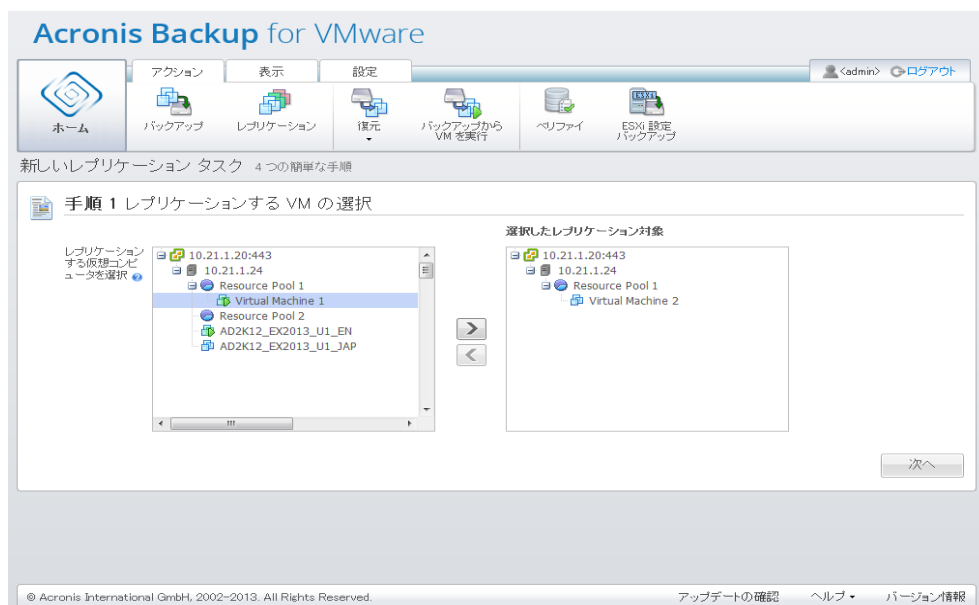 Acronis Backup for VMware
アクション 表示 設定 <admin> ログアウト
ホーム
バックアップ
レプリケーション
復元
バックアップから
VM を実行
ベリファイ
ESXi 設定
バックアップ
新しいレプリケーション タスク 4 つの簡単な手順
手順 1 レプリケーションする VM の選択
レプリケーション
する仮想コンピ
ュータを選択
10.21.1.20:443
10.21.1.24
Resource Pool 1
Virtual Machine 1
Resource Pool 2
AD2K12_EX2013_U1_EN
AD2K12_EX2013_U1_JAP
選択したレプリケーション対象
10.21.1.20:443
10.21.1.24
Resource Pool 1
Virtual Machine 2
次へ
© Acronis International GmbH, 2002-2013. All Rights Reserved.
アップデートの確認 ヘルプ バージョン情報